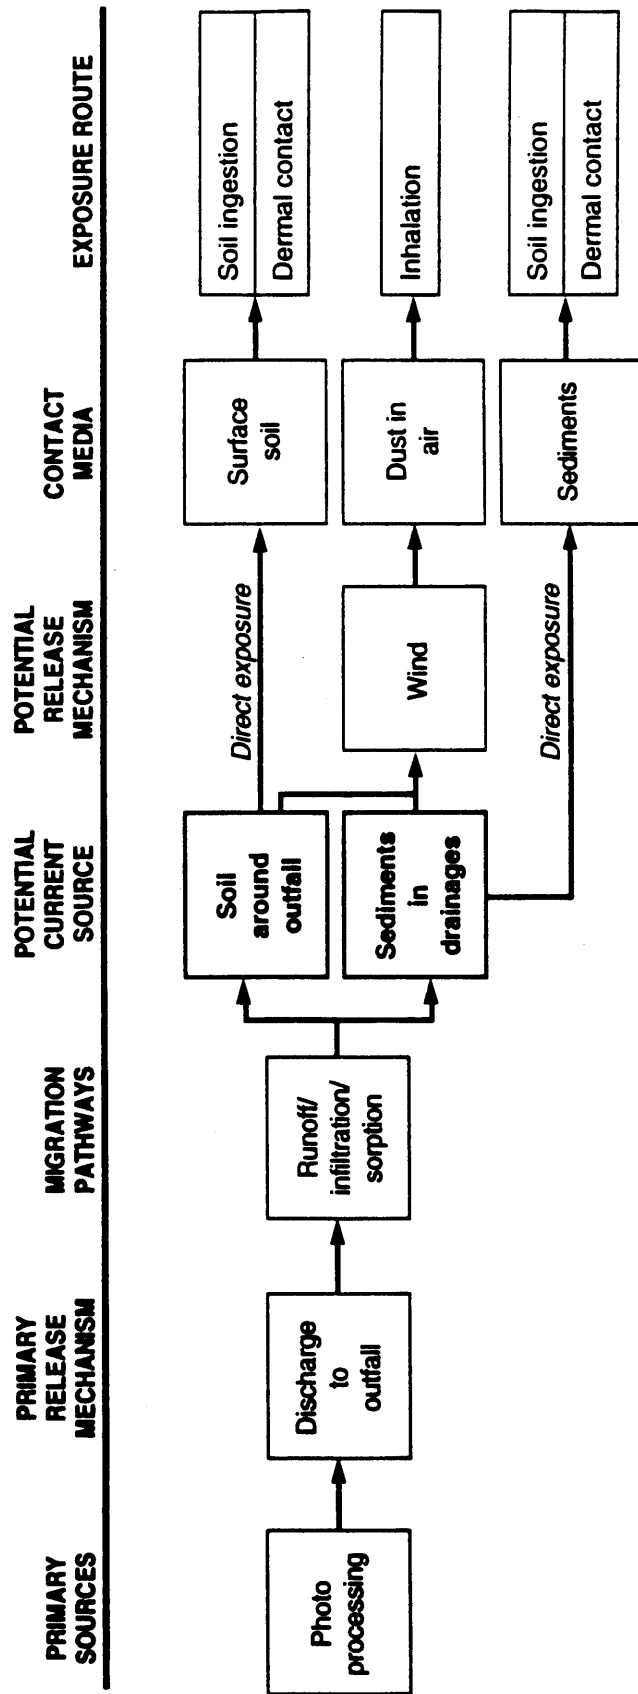 PRIMARY
SOURCES
PRIMARY
RELEASE
MECHANISM
MIGRATION
PATHWAYS
POTENTIAL
CURRENT
SOURCE
POTENTIAL
RELEASE
MECHANISM
CONTACT
MEDIA
EXPOSURE ROUTE
Photo
processing
Discharge
to
outfall
Runoff/
infiltration/
sorption
Soil
around
outfall
Sediments
in
drainages
Direct exposure
Wind
Direct exposure
Surface
soil
Dust in
air
Sediments
Soil ingestion
Dermal contact
Inhalation
Soil ingestion
Dermal contact